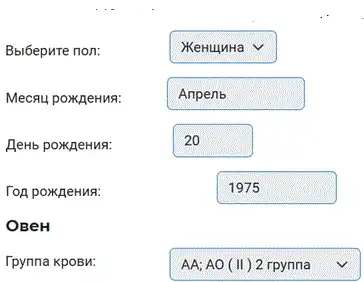 Выберите пол: Женщина
Месяц рождения: Апрель
День рождения: 20
Год рождения: 1975
Овен
Группа крови: АА; АО ( II ) 2 группа